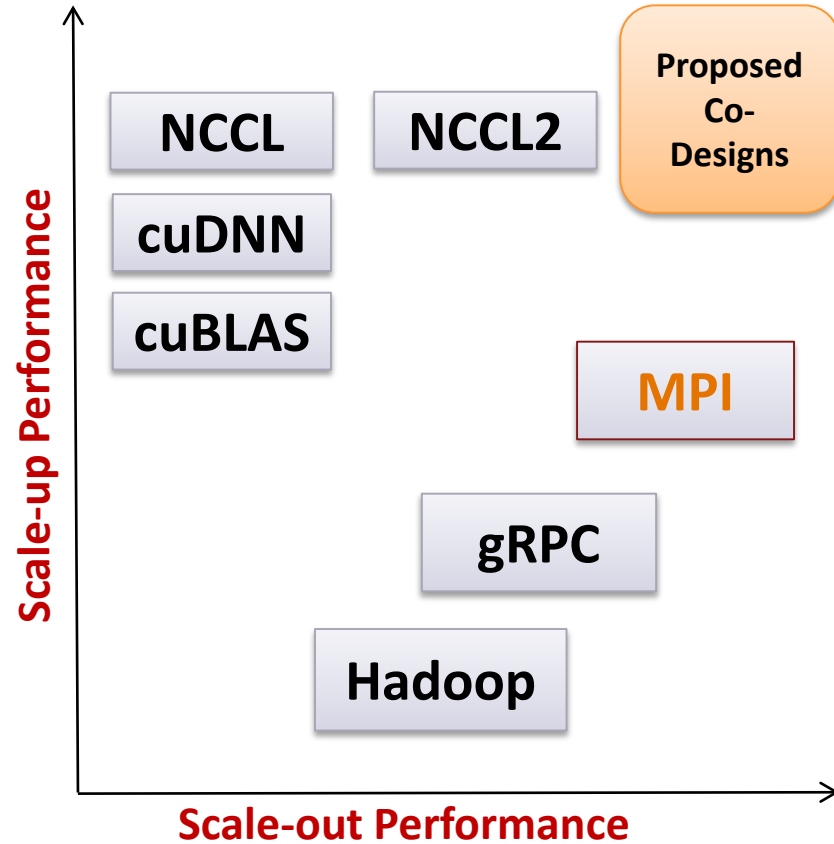 Scale-up Performance
NCCL
NCCL2
Proposed
Co-
Designs
cuDNN
cuBLAS
MPI
gRPC
Hadoop
Scale-out Performance